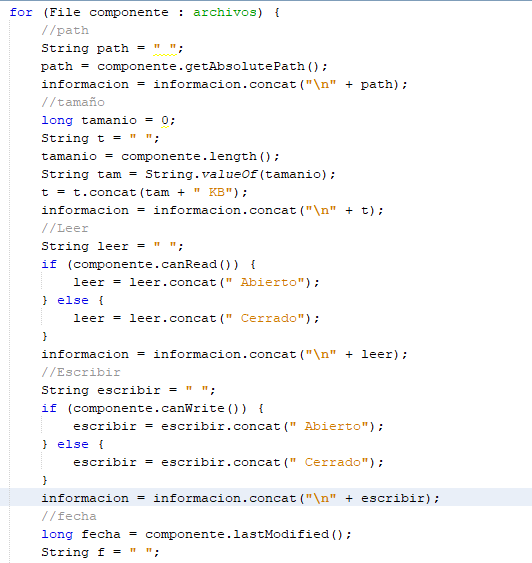 for (File componente : archivos) {
//path
String path = " ";
path = componente.getAbsolutePath();
informacion = informacion.concat("\n" + path);
//tamaño
long tamanio = 0;
String t = " ";
tamanio = componente.length();
String tam = String.valueOf(tamanio);
t = t.concat(tam + " KB");
informacion = informacion.concat("\n" + t);
//Leer
String leer = " ";
if (componente.canRead()) {
leer = leer.concat(" Abierto");
} else {
leer = leer.concat(" Cerrado");
}
informacion = informacion.concat("\n" + leer);
//Escribir
String escribir = " ";
if (componente.canWrite()) {
escribir = escribir.concat(" Abierto");
} else {
escribir = escribir.concat(" Cerrado");
}
informacion = informacion.concat("\n" + escribir);
//fecha
long fecha = componente.lastModified();
String f = " ";